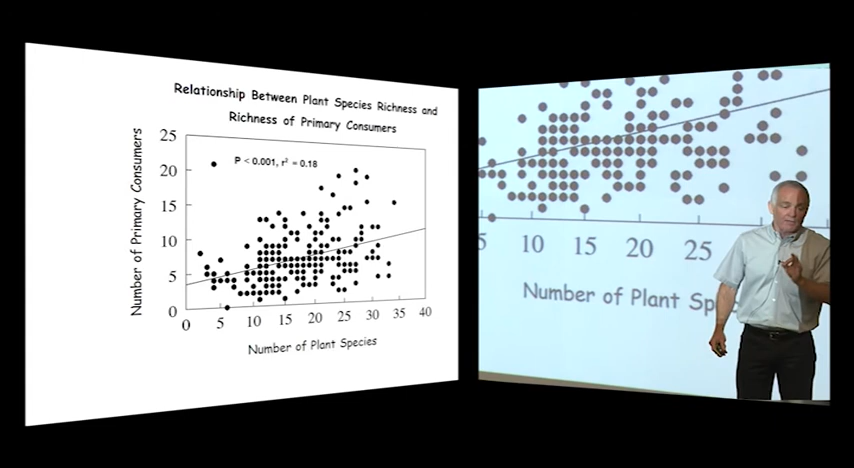 Relationship Between Plant Species Richness and
Richness of Primary Consumers
Number of Primary Consumers
25
20
15
10
5
0
P < 0.001, r² = 0.18
0 5 10 15 20 25 30 35 40
Number of Plant Species
5 10 15 20 25
Number of Plant Sp